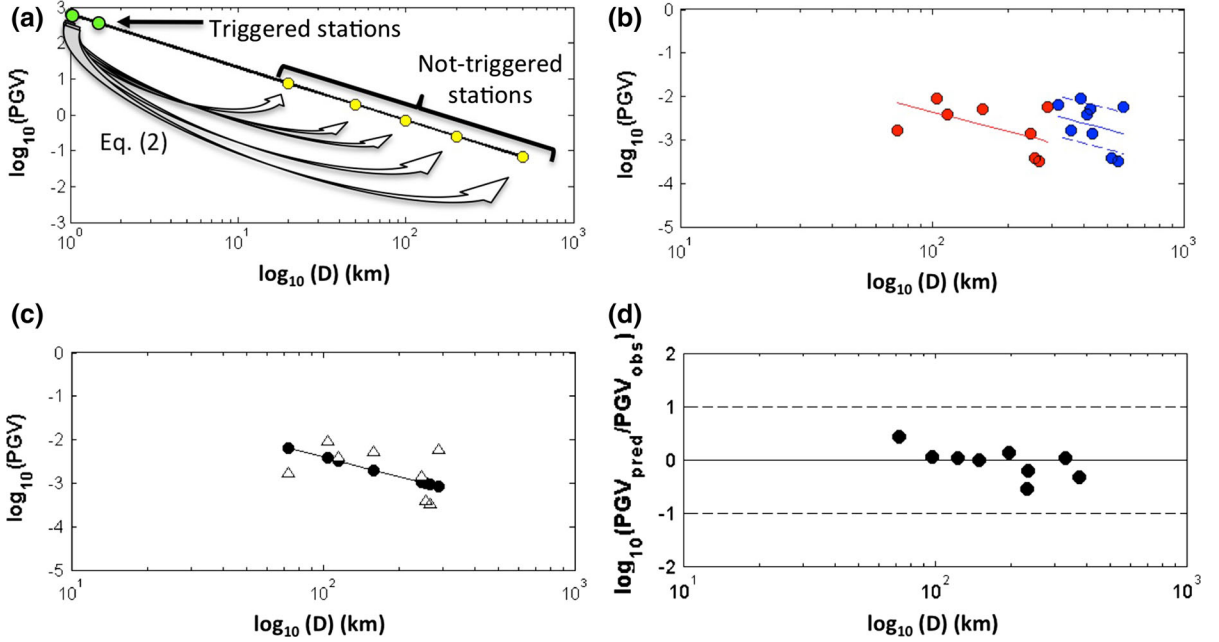 (a)
3
2
1
0
-1
-2
-3
log10(PGV)
Triggered stations
Not-triggered
stations
Eq. (2)
10^0
10^1
10^2
10^3
log10 (D) (km)
(b)
0
-1
-2
-3
-4
-5
log10(PGV)
10^1
10^2
10^3
log10 (D) (km)
(c)
0
-1
-2
-3
-4
-5
log10(PGV)
10^1
10^2
10^3
log10 (D) (km)
(d)
2
1
0
-1
-2
log10(PGVpred/PGVobs)
10^1
10^2
10^3
log10 (D) (km)